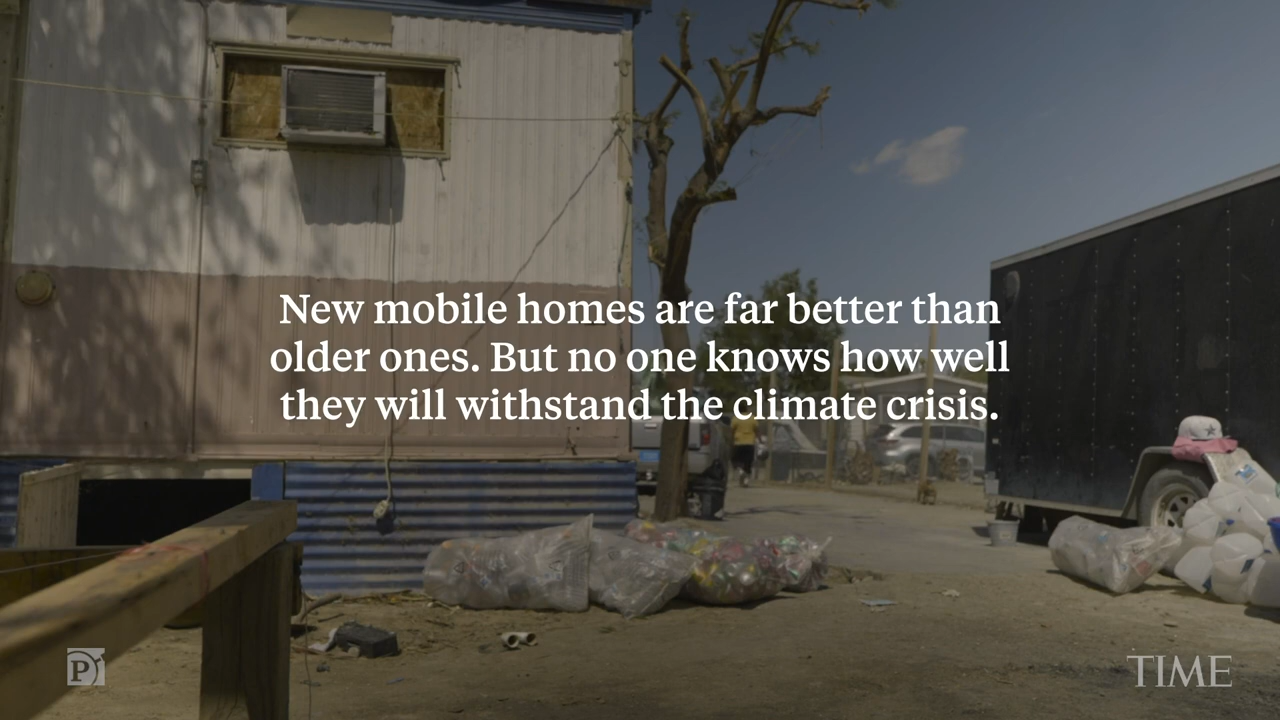 New mobile homes are far better than
older ones. But no one knows how well
they will withstand the climate crisis.
P
TIME